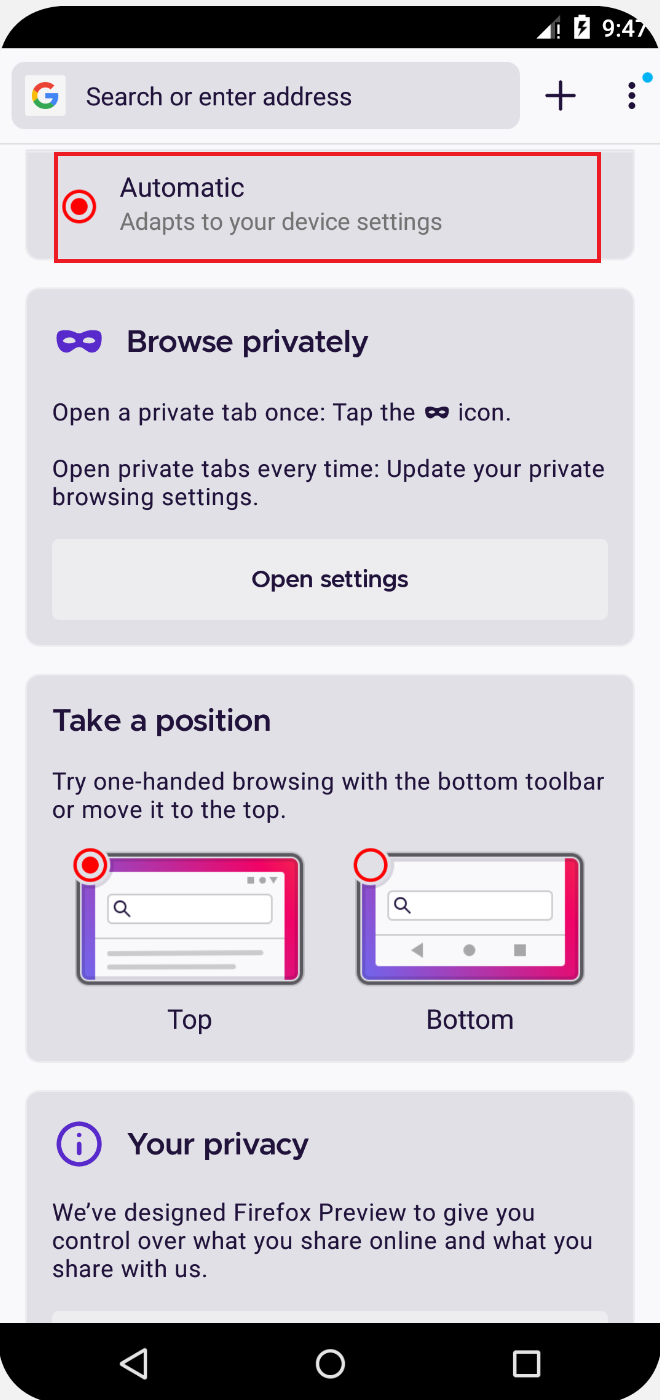 9:47
Search or enter address
Automatic
Adapts to your device settings
Browse privately
Open a private tab once: Tap the icon.
Open private tabs every time: Update your private
browsing settings.
Open settings
Take a position
Try one-handed browsing with the bottom toolbar
or move it to the top.
Top
Bottom
Your privacy
We’ve designed Firefox Preview to give you
control over what you share online and what you
share with us.